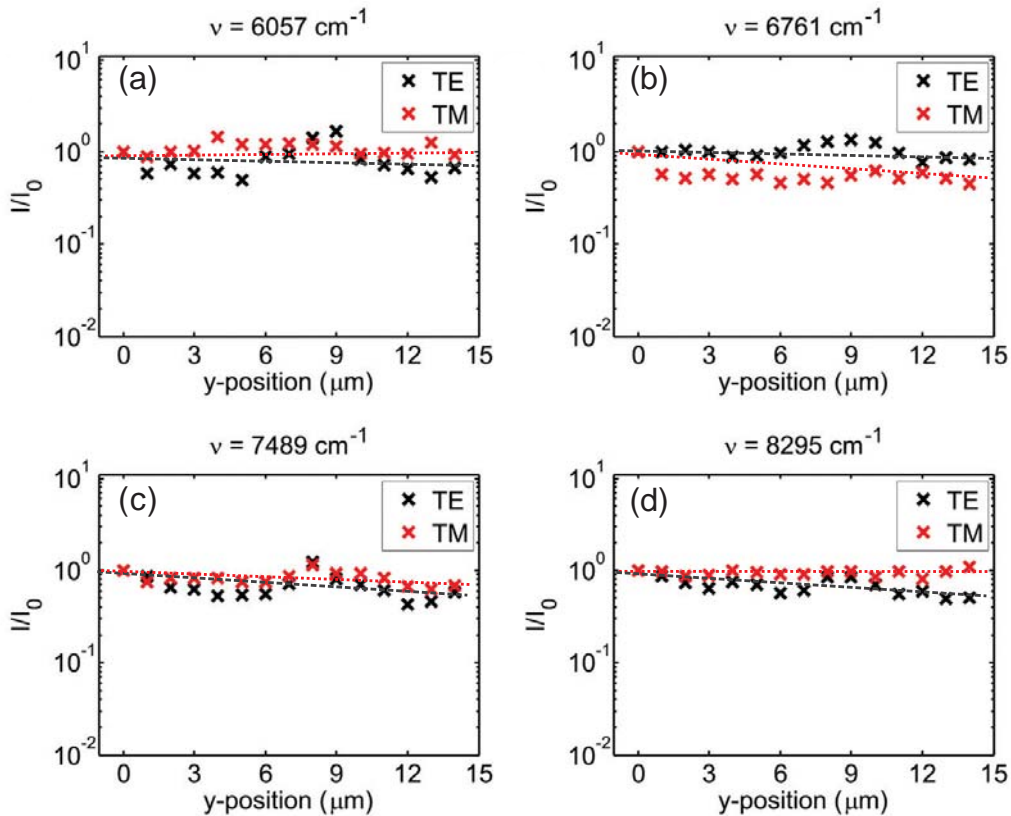 ν = 6057 cm⁻¹
(a)
TE
TM
10¹
10⁰
10⁻¹
10⁻²
I/I₀
0 3 6 9 12 15
y-position (μm)
ν = 6761 cm⁻¹
(b)
TE
TM
10¹
10⁰
10⁻¹
10⁻²
I/I₀
0 3 6 9 12 15
y-position (μm)
ν = 7489 cm⁻¹
(c)
TE
TM
10¹
10⁰
10⁻¹
10⁻²
I/I₀
0 3 6 9 12 15
y-position (μm)
ν = 8295 cm⁻¹
(d)
TE
TM
10¹
10⁰
10⁻¹
10⁻²
I/I₀
0 3 6 9 12 15
y-position (μm)